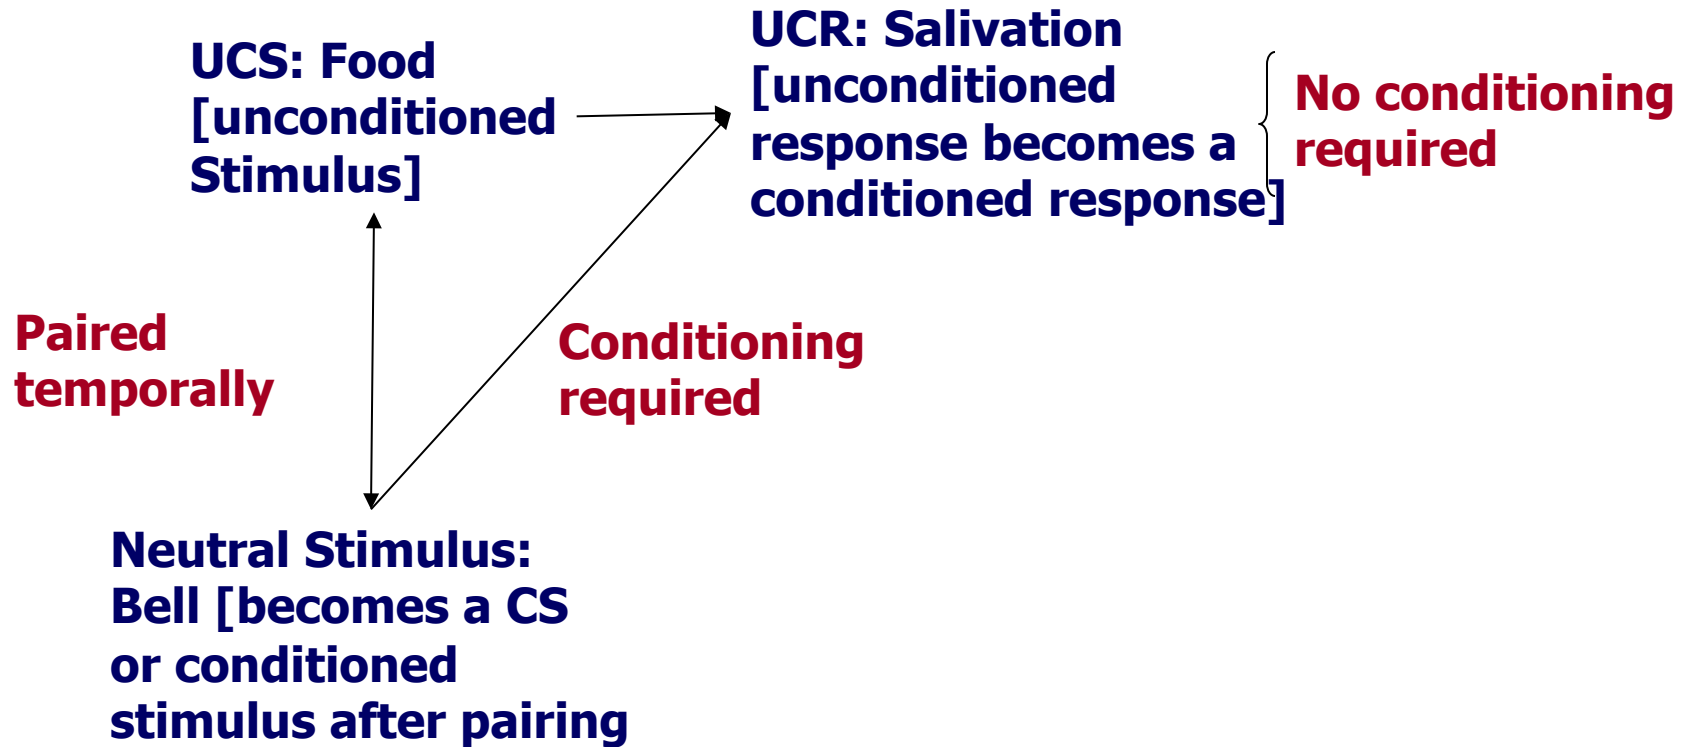 UCS: Food
[unconditioned
Stimulus]
UCR: Salivation
[unconditioned
response becomes a
conditioned response]
No conditioning
required
Paired
temporally
Conditioning
required
Neutral Stimulus:
Bell [becomes a CS
or conditioned
stimulus after pairing